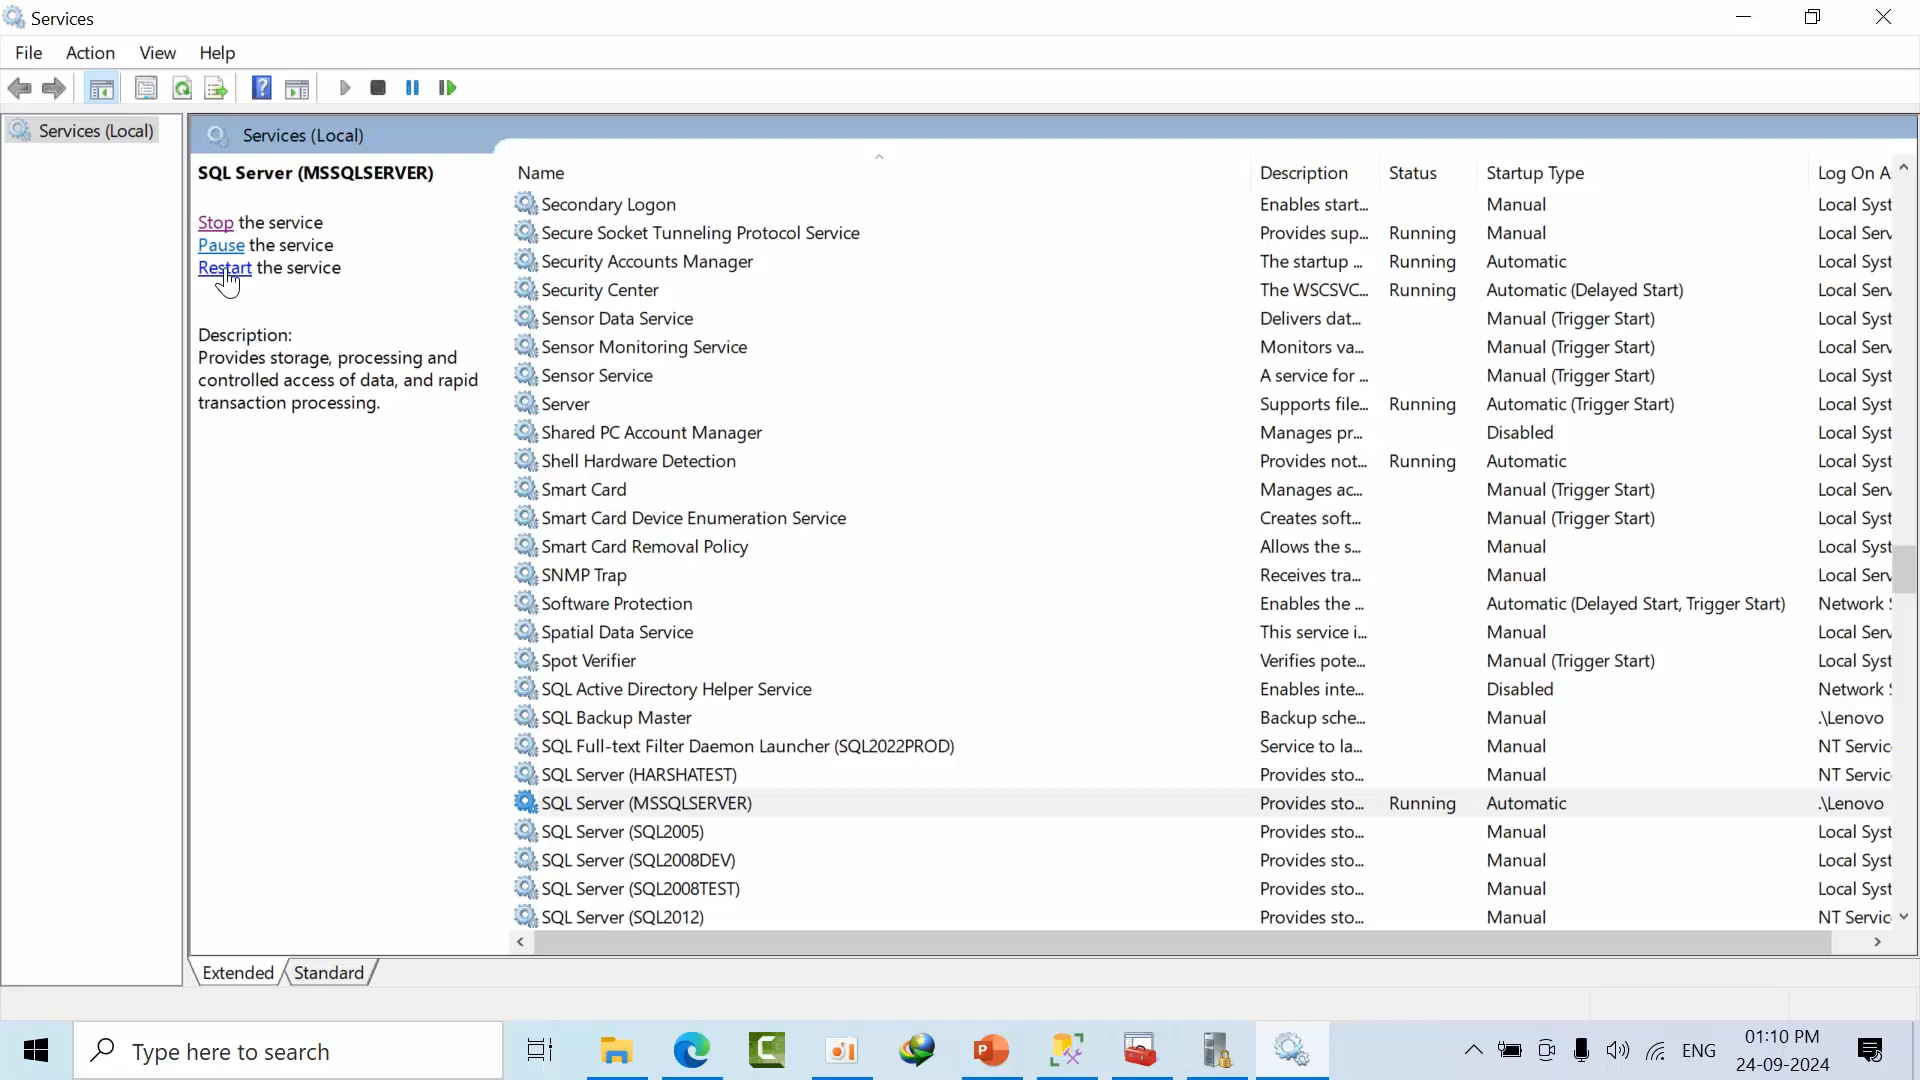 Services
File Action View Help
Services (Local)
Services (Local)
SQL Server (MSSQLSERVER)
Stop the service
Pause the service
Restart the service
Description:
Provides storage, processing and
controlled access of data, and rapid
transaction processing.
Name Description Status Startup Type Log On A
Secondary Logon Enables start... Manual Local Syst
Secure Socket Tunneling Protocol Service Provides sup... Running Manual Local Serv
Security Accounts Manager The startup ... Running Automatic Local Syst
Security Center The WSCSVC... Running Automatic (Delayed Start) Local Serv
Sensor Data Service Delivers dat... Manual (Trigger Start) Local Syst
Sensor Monitoring Service Monitors va... Manual (Trigger Start) Local Serv
Sensor Service A service for ... Manual (Trigger Start) Local Syst
Server Supports file... Running Automatic (Trigger Start) Local Syst
Shared PC Account Manager Manages pr... Disabled Local Syst
Shell Hardware Detection Provides not... Running Automatic Local Syst
Smart Card Manages ac... Manual (Trigger Start) Local Serv
Smart Card Device Enumeration Service Creates soft... Manual (Trigger Start) Local Syst
Smart Card Removal Policy Allows the s... Manual Local Syst
SNMP Trap Receives tra... Manual Local Serv
Software Protection Enables the ... Automatic (Delayed Start, Trigger Start) Network S
Spatial Data Service This service i... Manual Local Serv
Spot Verifier Verifies pote... Manual (Trigger Start) Local Syst
SQL Active Directory Helper Service Enables inte... Disabled Network S
SQL Backup Master Backup sche... Manual .\Lenovo
SQL Full-text Filter Daemon Launcher (SQL2022PROD) Service to la... Manual NT Servic
SQL Server (HARSHATEST) Provides sto... Manual NT Servic
SQL Server (MSSQLSERVER) Provides sto... Running Automatic .\Lenovo
SQL Server (SQL2005) Provides sto... Manual Local Syst
SQL Server (SQL2008DEV) Provides sto... Manual Local Syst
SQL Server (SQL2008TEST) Provides sto... Manual Local Syst
SQL Server (SQL2012) Provides sto... Manual NT Servic
Extended Standard
Type here to search
ENG
01:10 PM
24-09-2024